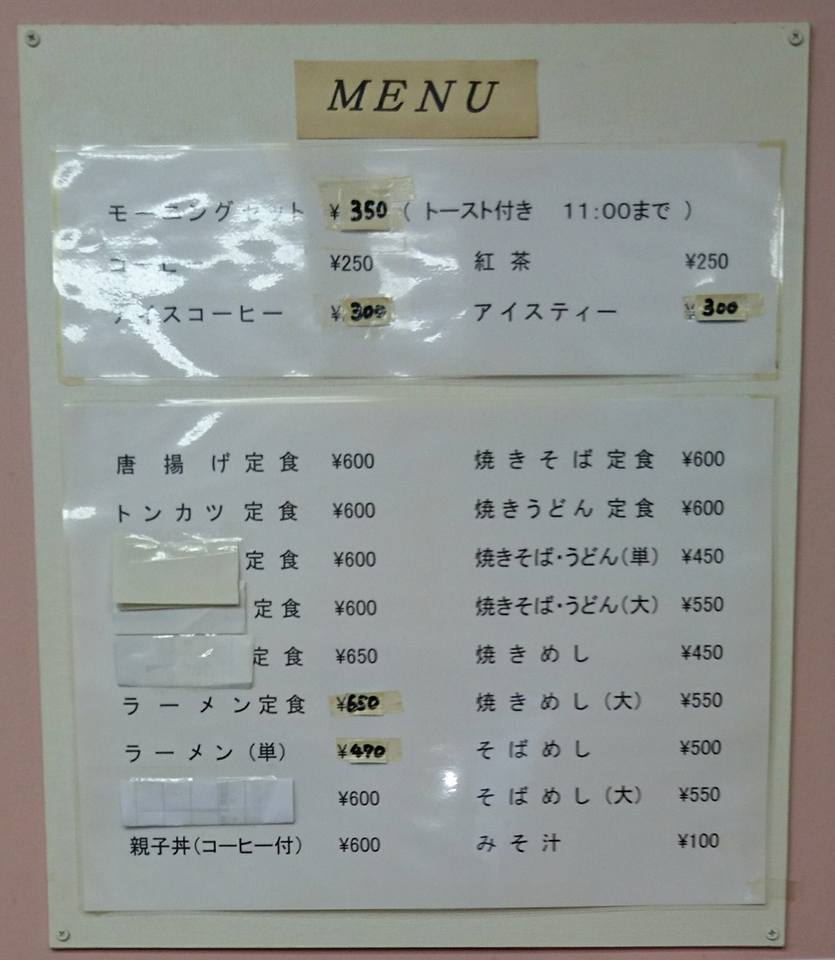 MENU
モーニングセット ¥350 ( トースト付き 11:00まで )
コーヒー ¥250 紅茶 ¥250
アイスコーヒー ¥300 アイスティー ¥300
唐揚げ定食 ¥600 焼きそば定食 ¥600
トンカツ定食 ¥600 焼きうどん定食 ¥600
定食 ¥600 焼きそば・うどん(単) ¥450
定食 ¥600 焼きそば・うどん(大) ¥550
定食 ¥650 焼きめし ¥450
ラーメン定食 ¥650 焼きめし(大) ¥550
ラーメン(単) ¥490 そばめし ¥500
¥600 そばめし(大) ¥550
親子丼(コーヒー付) ¥600 みそ汁 ¥100